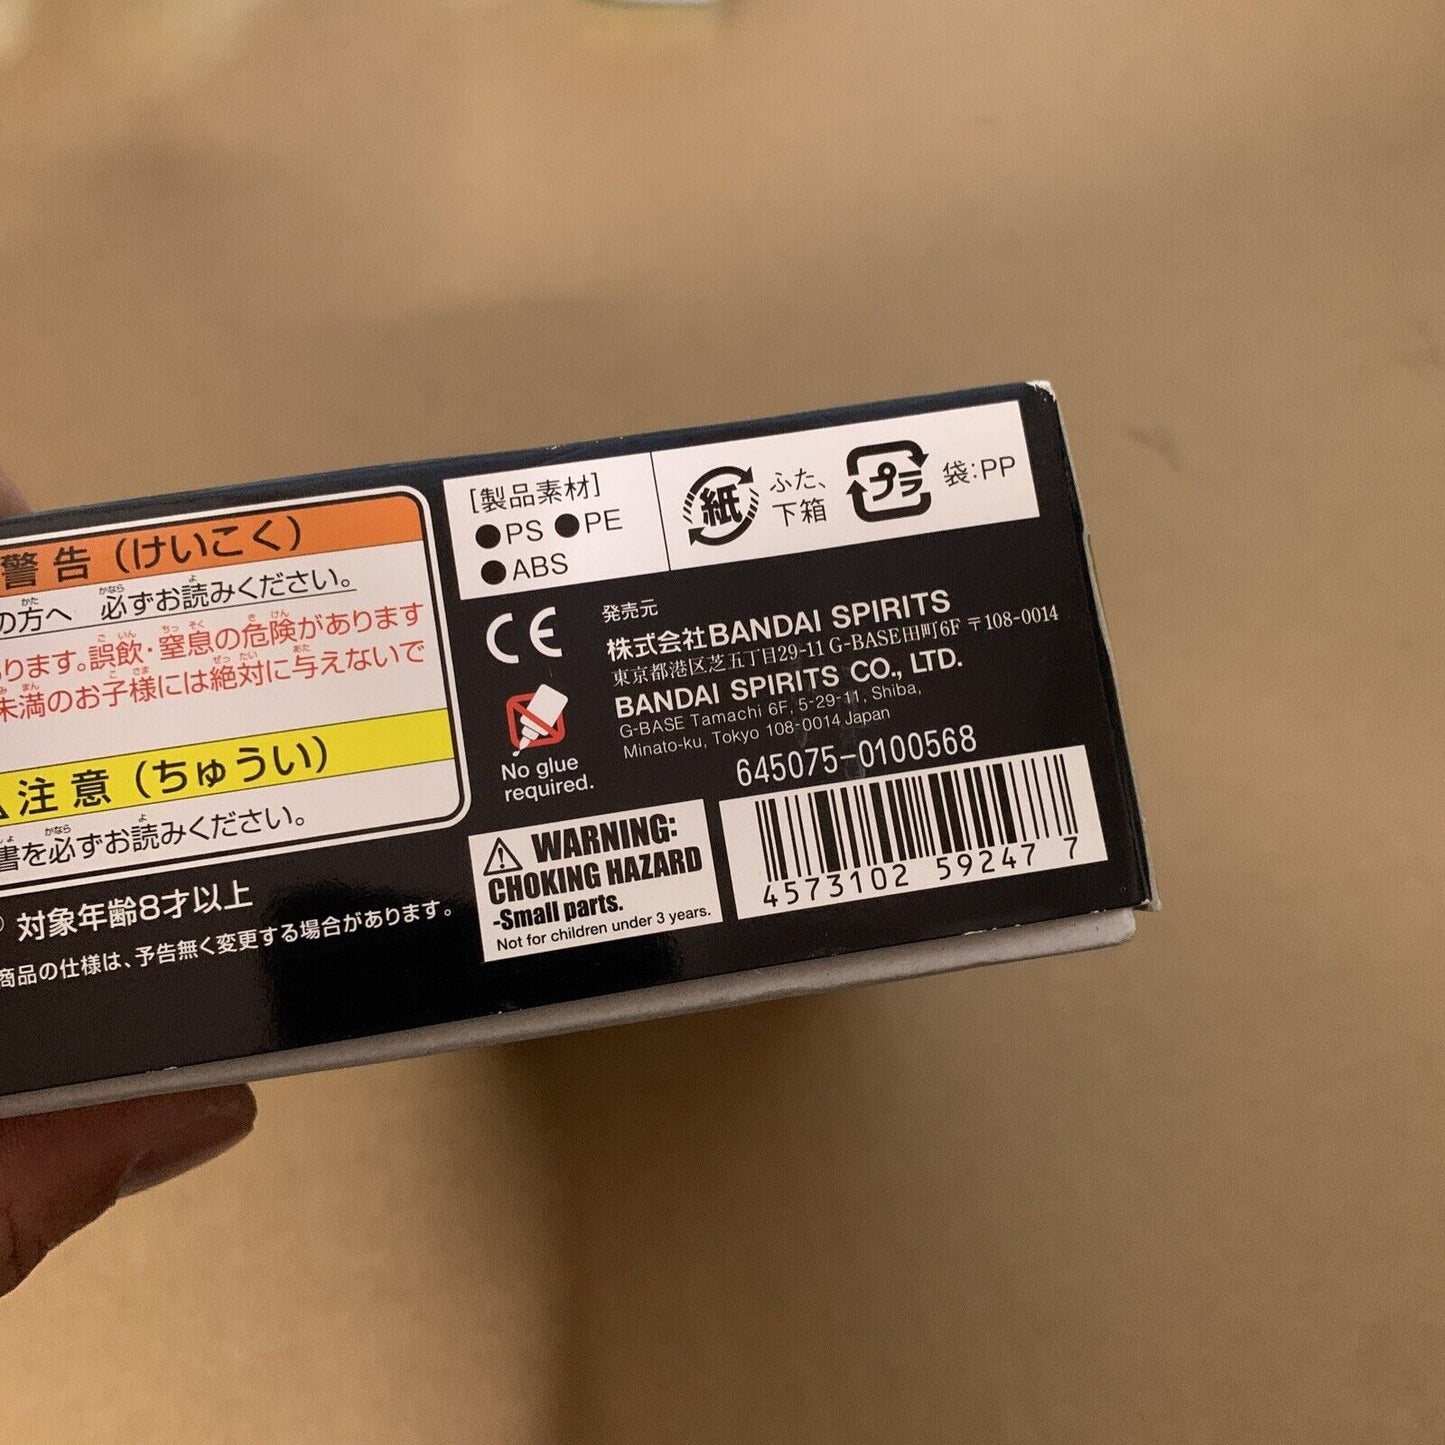 警告（けいこく）
の方へ 必ずお読みください。
ります。誤飲・窒息の危険があります
未満のお子様には絶対に与えないで
注意（ちゅうい）
書を必ずお読みください。
対象年齢8才以上
商品の仕様は、予告無く変更する場合があります。
[製品素材]
●PS ●PE
●ABS
紙
ふた、
下箱
プラ
袋:PP
CE
No glue
required.
発売元
株式会社BANDAI SPIRITS
東京都港区芝五丁目29-11 G-BASE田町6F 〒108-0014
BANDAI SPIRITS CO., LTD.
G-BASE Tamachi 6F, 5-29-11, Shiba,
Minato-ku, Tokyo 108-0014 Japan
645075-0100568
WARNING:
CHOKING HAZARD
-Small parts.
Not for children under 3 years.
4573102 59247 7